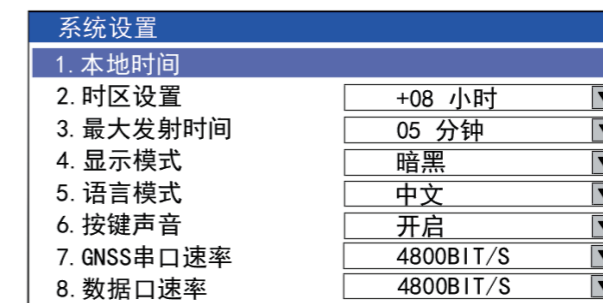 系统设置
1.本地时间
2.时区设置 +08 小时
3.最大发射时间 05 分钟
4.显示模式 暗黑
5.语言模式 中文
6.按键声音 开启
7.GNSS串口速率 4800BIT/S
8.数据口速率 4800BIT/S